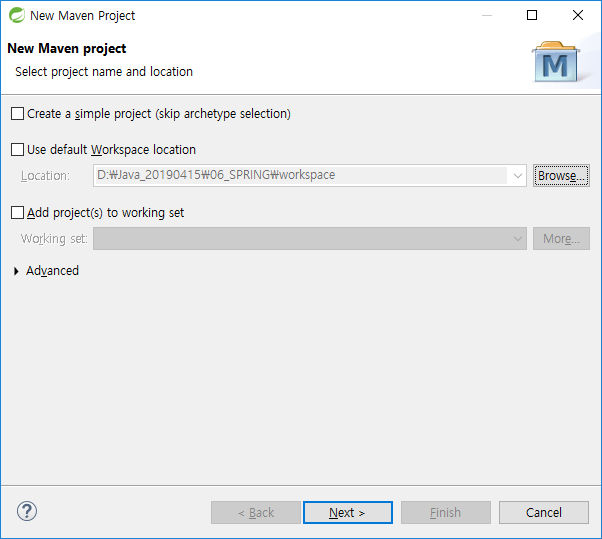 New Maven Project
New Maven project
Select project name and location
M
Create a simple project (skip archetype selection)
Use default Workspace location
Location: D:₩Java_20190415₩06_SPRING₩workspace Browse...
Add project(s) to working set
Working set: More...
Advanced
? < Back Next > Finish Cancel